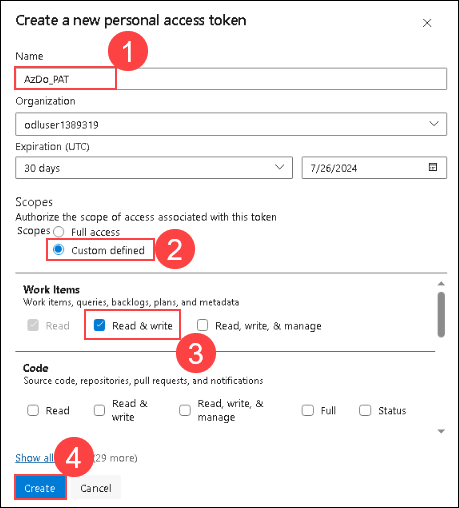 Create a new personal access token
1
Name
AzDo_PAT
Organization
odluser1389319
Expiration (UTC)
30 days 7/26/2024
Scopes
Authorize the scope of access associated with this token
Scopes Full access
Custom defined 2
Work Items
Work items, queries, backlogs, plans, and metadata
Read Read & write Read, write, & manage
3
Code
Source code, repositories, pull requests, and notifications
Read Read & write Read, write, & manage Full Status
Show all 4 (29 more)
Create Cancel